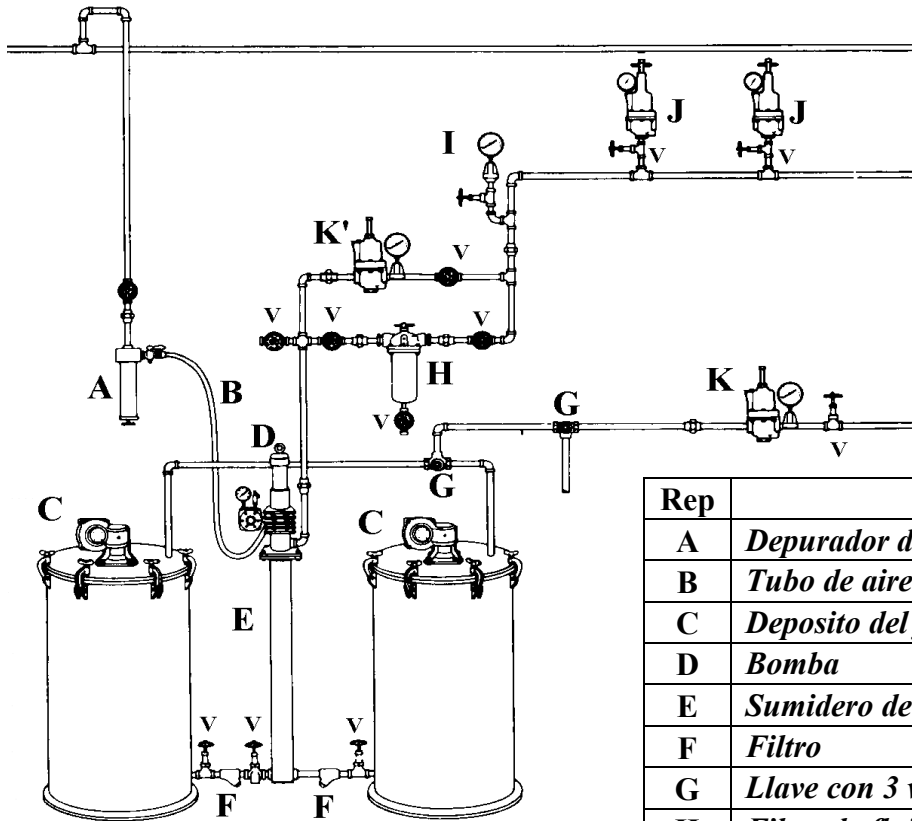 J J
I V V
K' V
V V V
A B H K
D V G
G V
C C
E
V V V
F F
Rep
A Depurador
B Tubo de aire
C Deposito del
D Bomba
E Sumidero de
F Filtro
G Llave con 3